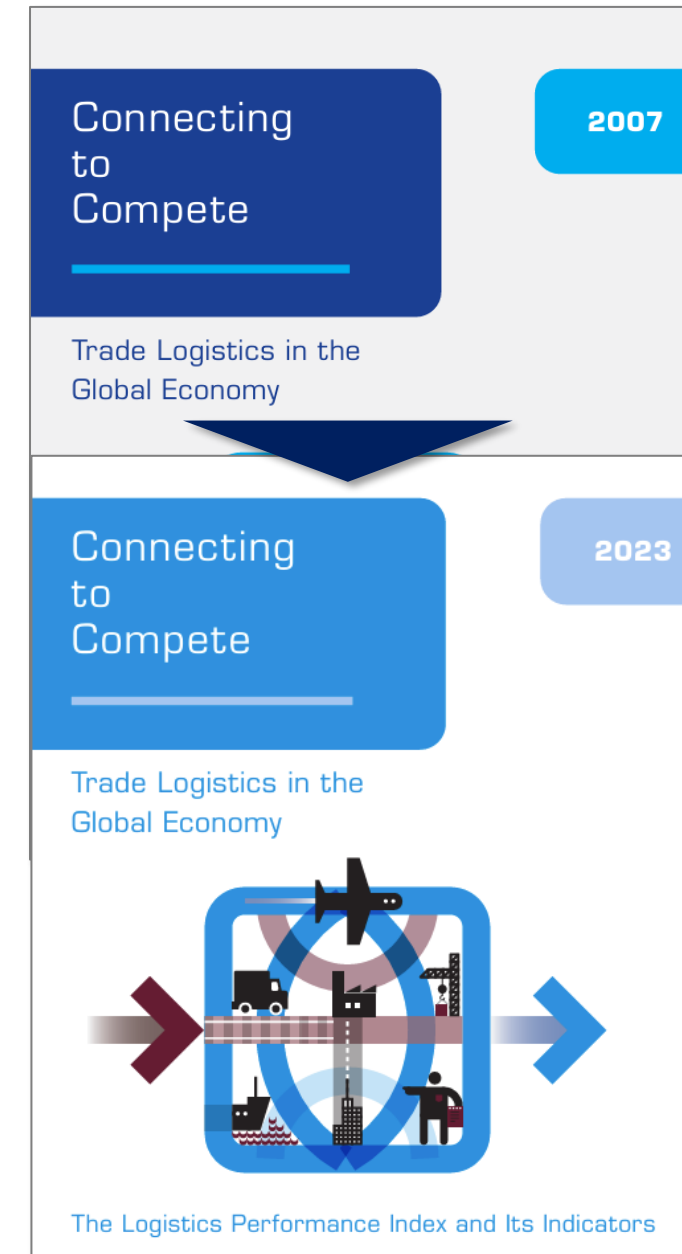 Connecting
to
Compete
2007
Trade Logistics in the
Global Economy
Connecting
to
Compete
2023
Trade Logistics in the
Global Economy
The Logistics Performance Index and Its Indicators